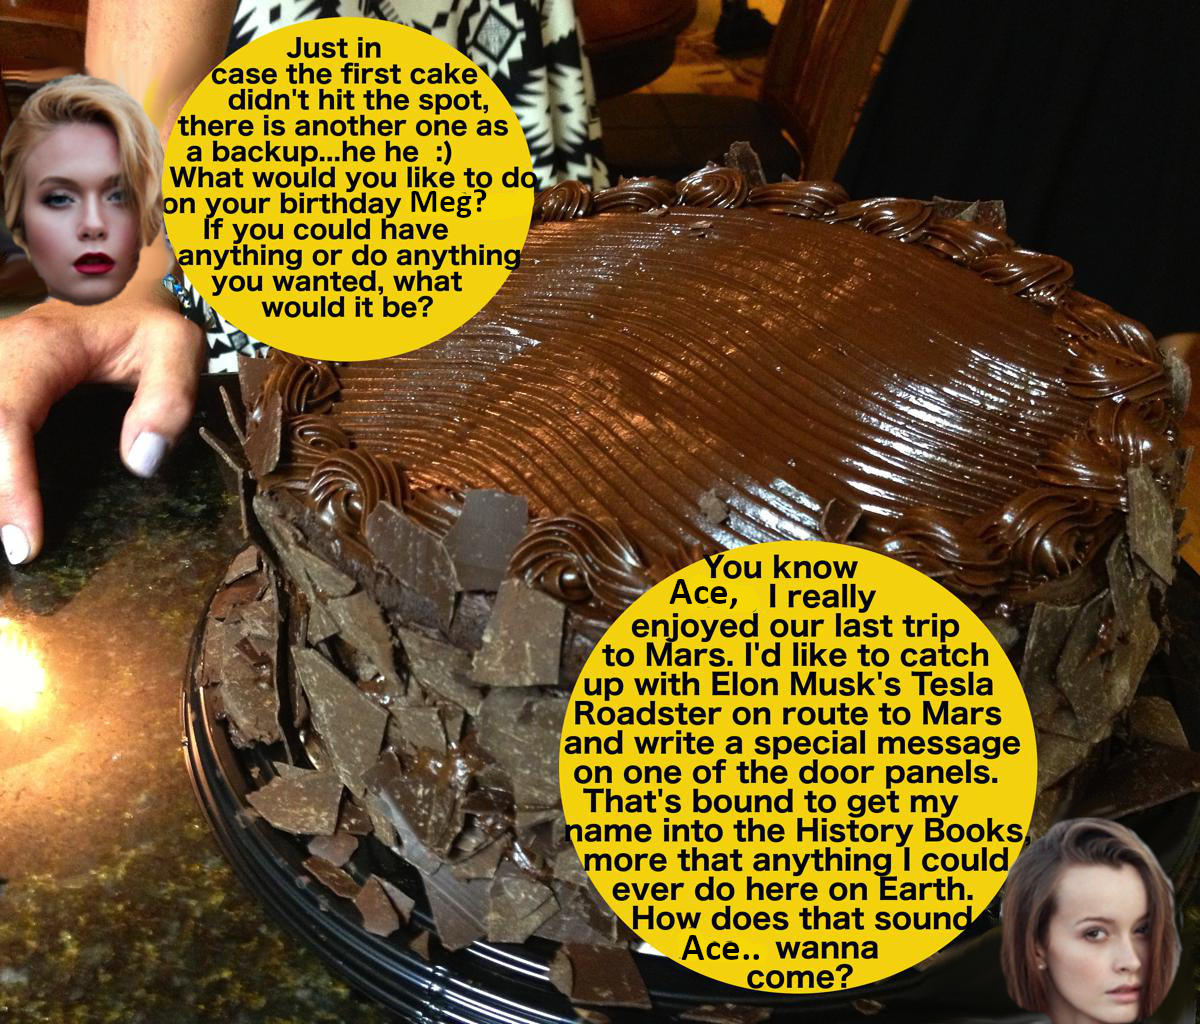 Just in
case the first cake
didn't hit the spot,
there is another one as
a backup...he he :)
What would you like to do
on your birthday Meg?
If you could have
anything or do anything
you wanted, what
would it be?
You know
Ace, I really
enjoyed our last trip
to Mars. I'd like to catch
up with Elon Musk's Tesla
Roadster on route to Mars
and write a special message
on one of the door panels.
That's bound to get my
name into the History Books,
more that anything I could
ever do here on Earth.
How does that sound
Ace.. wanna
come?